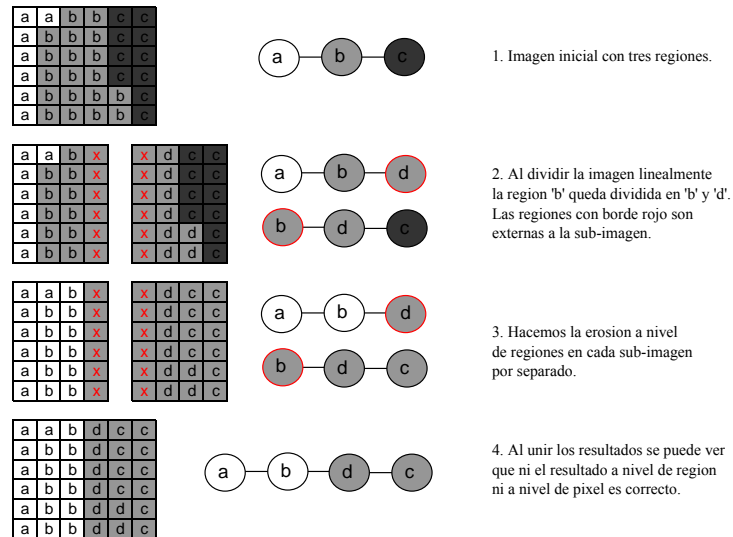 a a b b c c
a b b b c c
a b b b c c
a b b b c c
a b b b b c
a b b b b c
a b c
1. Imagen inicial con tres regiones.
a a b x x d c c
a b b x x d c c
a b b x x d c c
a b b x x d c c
a b b x x d d c
a b b x x d d c
a b d
b d c
2. Al dividir la imagen linealmente
la region 'b' queda dividida en 'b' y 'd'.
Las regiones con borde rojo son
externas a la sub-imagen.
a a b x x d c c
a b b x x d c c
a b b x x d c c
a b b x x d c c
a b b x x d d c
a b b x x d d c
a b d
b d c
3. Hacemos la erosion a nivel
de regiones en cada sub-imagen
por separado.
a a b d c c
a b b d c c
a b b d c c
a b b d c c
a b b d d c
a b b d d c
a b d c
4. Al unir los resultados se puede ver
que ni el resultado a nivel de region
ni a nivel de pixel es correcto.